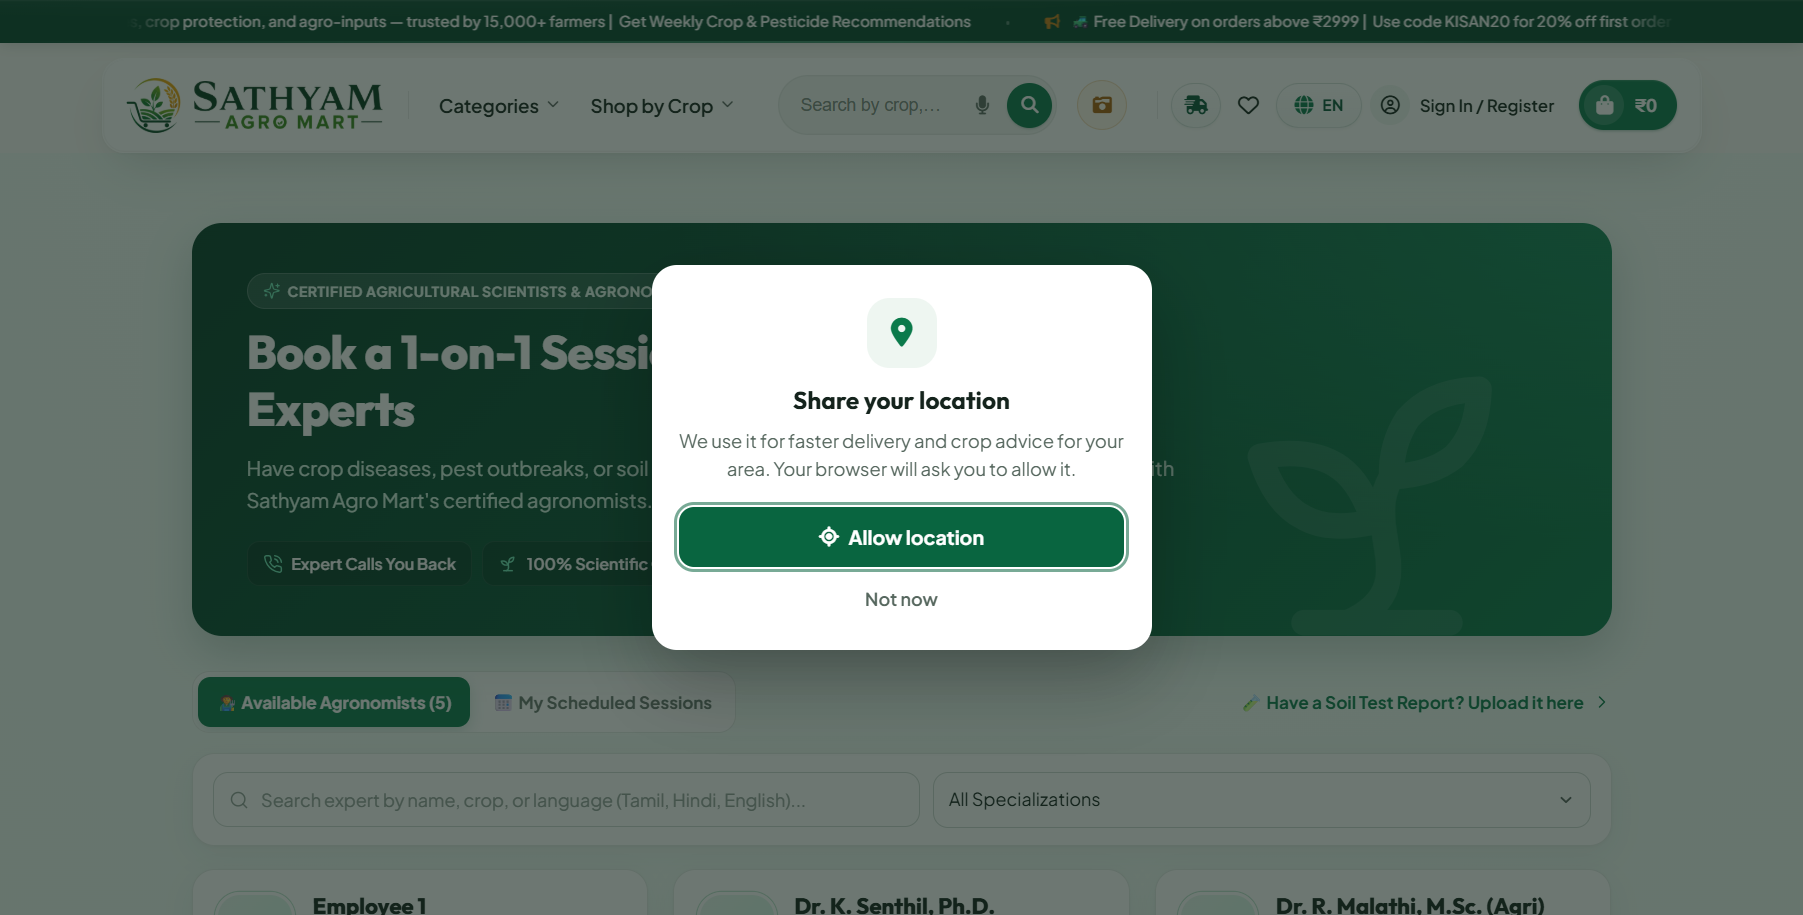 crop protection, and agro-inputs — trusted by 15,000+ farmers | Get Weekly Crop & Pesticide Recommendations • Free Delivery on orders above ₹2999 | Use code KISAN20 for 20% off first order
SATHYAM
AGRO MART
Categories
Shop by Crop
Search by crop,...
EN
Sign In / Register
₹0
CERTIFIED AGRICULTURAL SCIENTISTS &
Book a 1-on-1
Experts
Have crop diseases, pest outbreaks, or soil
Sathyam Agro Mart's certified agronomists.
Expert Calls You Back
100% Scientific
Share your location
We use it for faster delivery and crop advice for your
area. Your browser will ask you to allow it.
Allow location
Not now
Available Agronomists (5)
My Scheduled Sessions
Have a Soil Test Report? Upload it here
Search expert by name, crop, or language (Tamil, Hindi, English)...
All Specializations
Employee 1
Dr. K. Senthil, Ph.D.
Dr. R. Malathi, M.Sc. (Agri)